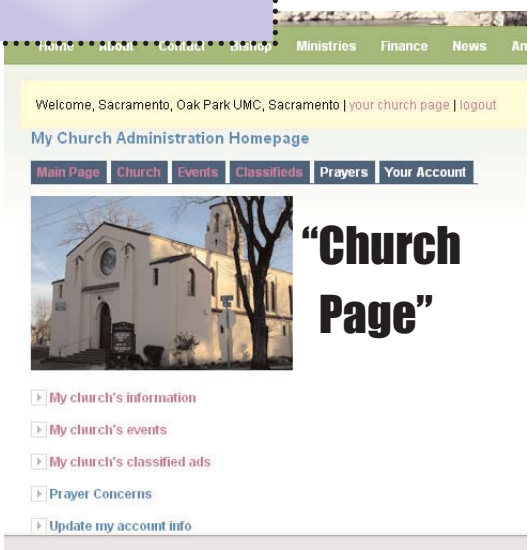 Home About Contact Bishop Ministries Finance News
Welcome, Sacramento, Oak Park UMC, Sacramento | your church page | logout
My Church Administration Homepage
Main Page Church Events Classifieds Prayers Your Account
“Church
Page”
My church's information
My church's events
My church's classified ads
Prayer Concerns
Update my account info